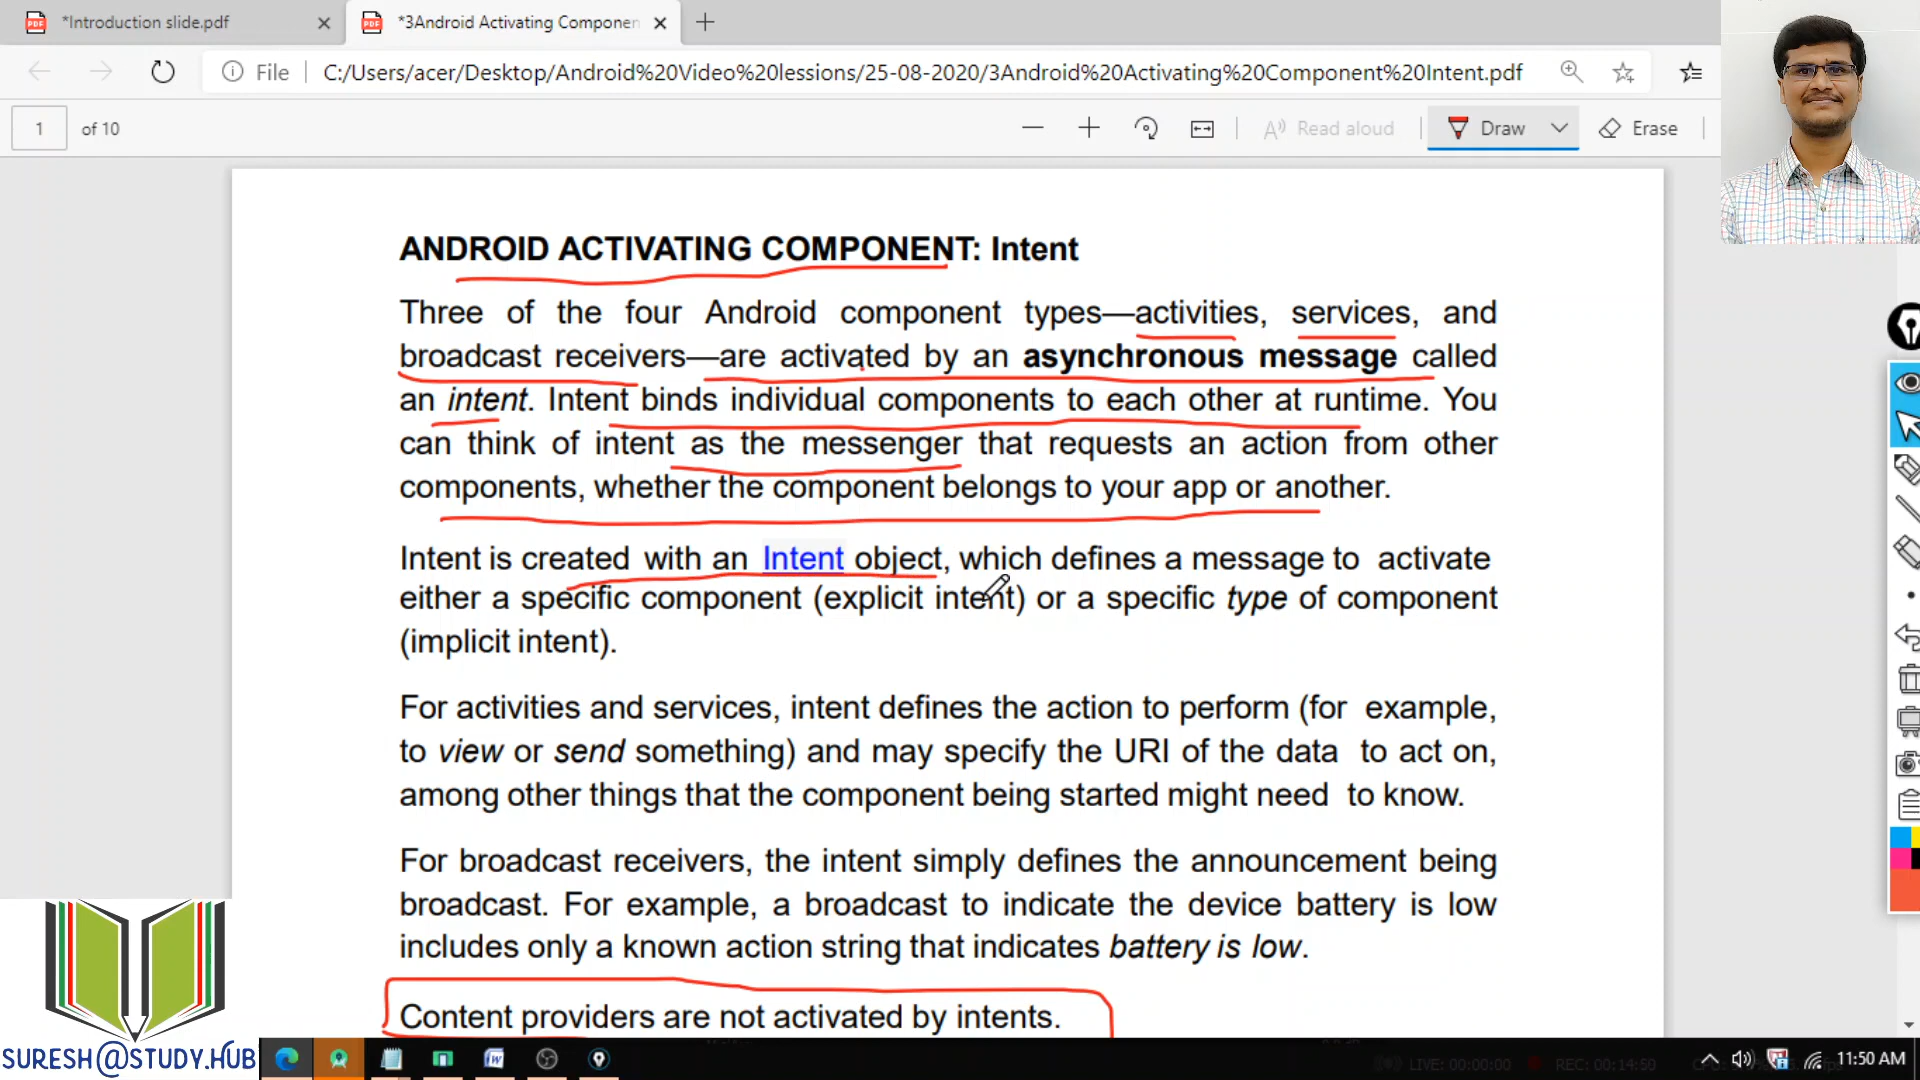 *Introduction slide.pdf
*3Android Activating Componen
File
C:/Users/acer/Desktop/Android%20Video%20lessions/25-08-2020/3Android%20Activating%20Component%20Intent.pdf
1
of 10
Read aloud
Draw
Erase
ANDROID ACTIVATING COMPONENT: Intent
Three of the four Android component types—activities, services, and
broadcast receivers—are activated by an asynchronous message called
an intent. Intent binds individual components to each other at runtime. You
can think of intent as the messenger that requests an action from other
components, whether the component belongs to your app or another.
Intent is created with an Intent object, which defines a message to activate
either a specific component (explicit intent) or a specific type of component
(implicit intent).
For activities and services, intent defines the action to perform (for example,
to view or send something) and may specify the URI of the data to act on,
among other things that the component being started might need to know.
For broadcast receivers, the intent simply defines the announcement being
broadcast. For example, a broadcast to indicate the device battery is low
includes only a known action string that indicates battery is low.
Content providers are not activated by intents.
SURESH@STUDY.HUB
LIVE: 00:00:00
REC: 00:14:50
11:50 AM